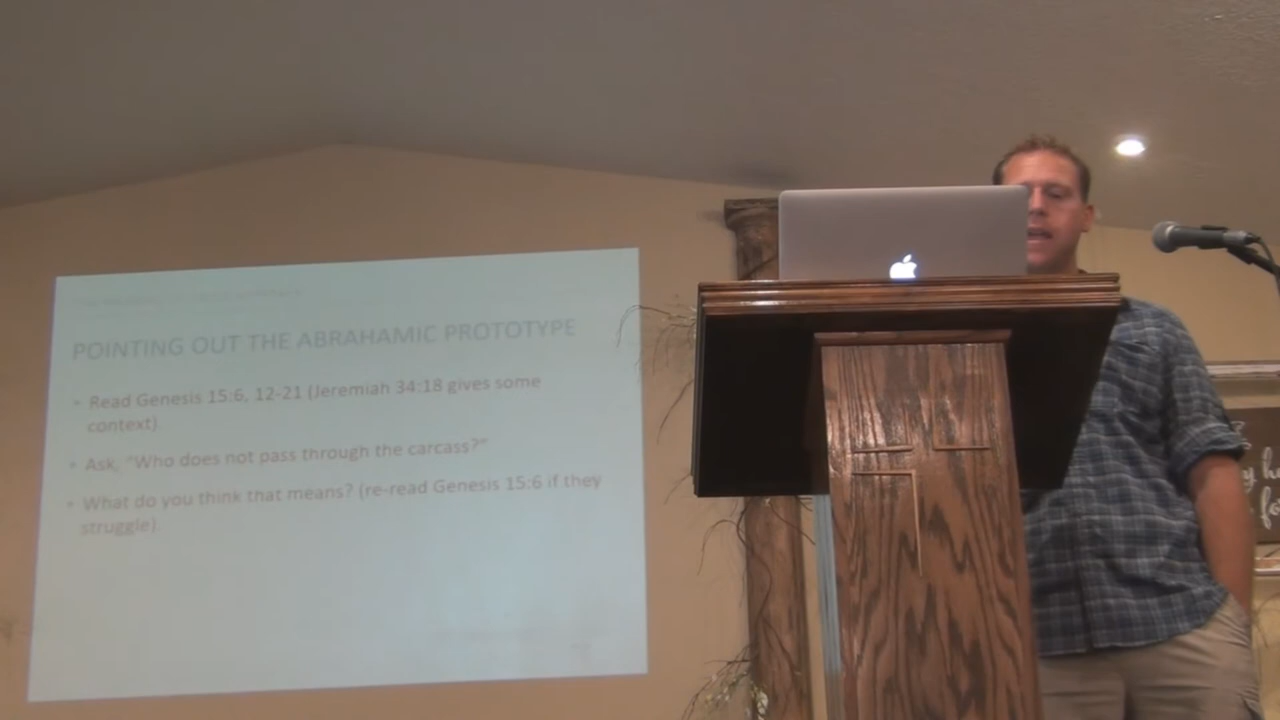 POINTING OUT THE ABRAHAMIC PROTOTYPE
• Read Genesis 15:6, 12-21 (Jeremiah 34:18 gives some
context).
• Ask, "Who does not pass through the carcass?"
• What do you think that means? (re-read Genesis 15:6 if they
struggle).